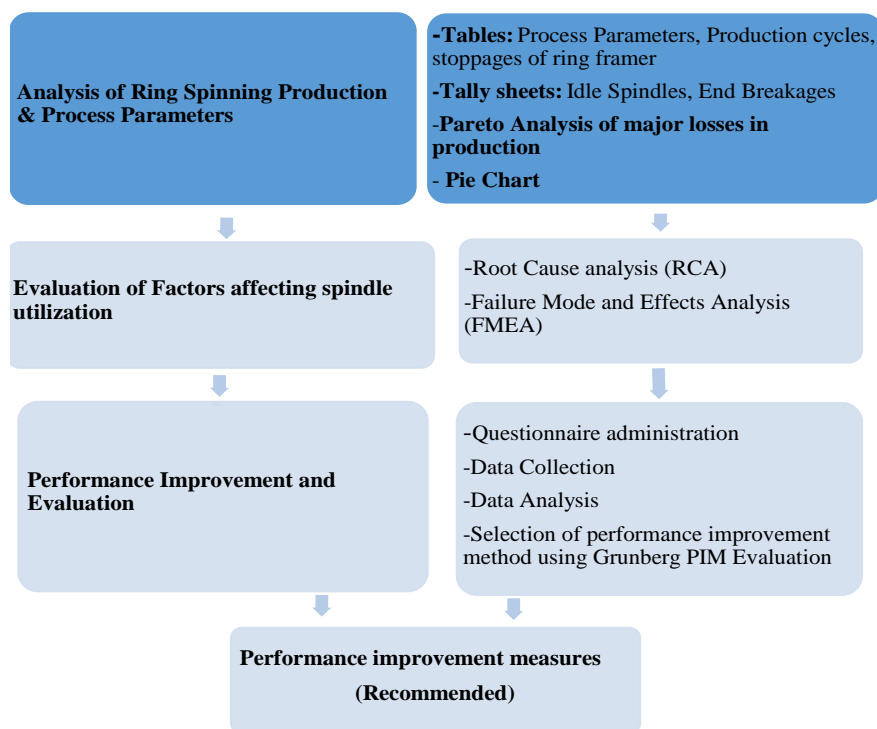 Analysis of Ring Spinning Production
& Process Parameters
-Tables: Process Parameters, Production cycles,
stoppages of ring framer
-Tally sheets: Idle Spindles, End Breakages
-Pareto Analysis of major losses in
production
- Pie Chart
Evaluation of Factors affecting spindle
utilization
-Root Cause analysis (RCA)
-Failure Mode and Effects Analysis
(FMEA)
Performance Improvement and
Evaluation
-Questionnaire administration
-Data Collection
-Data Analysis
-Selection of performance improvement
method using Grunberg PIM Evaluation
Performance improvement measures
(Recommended)